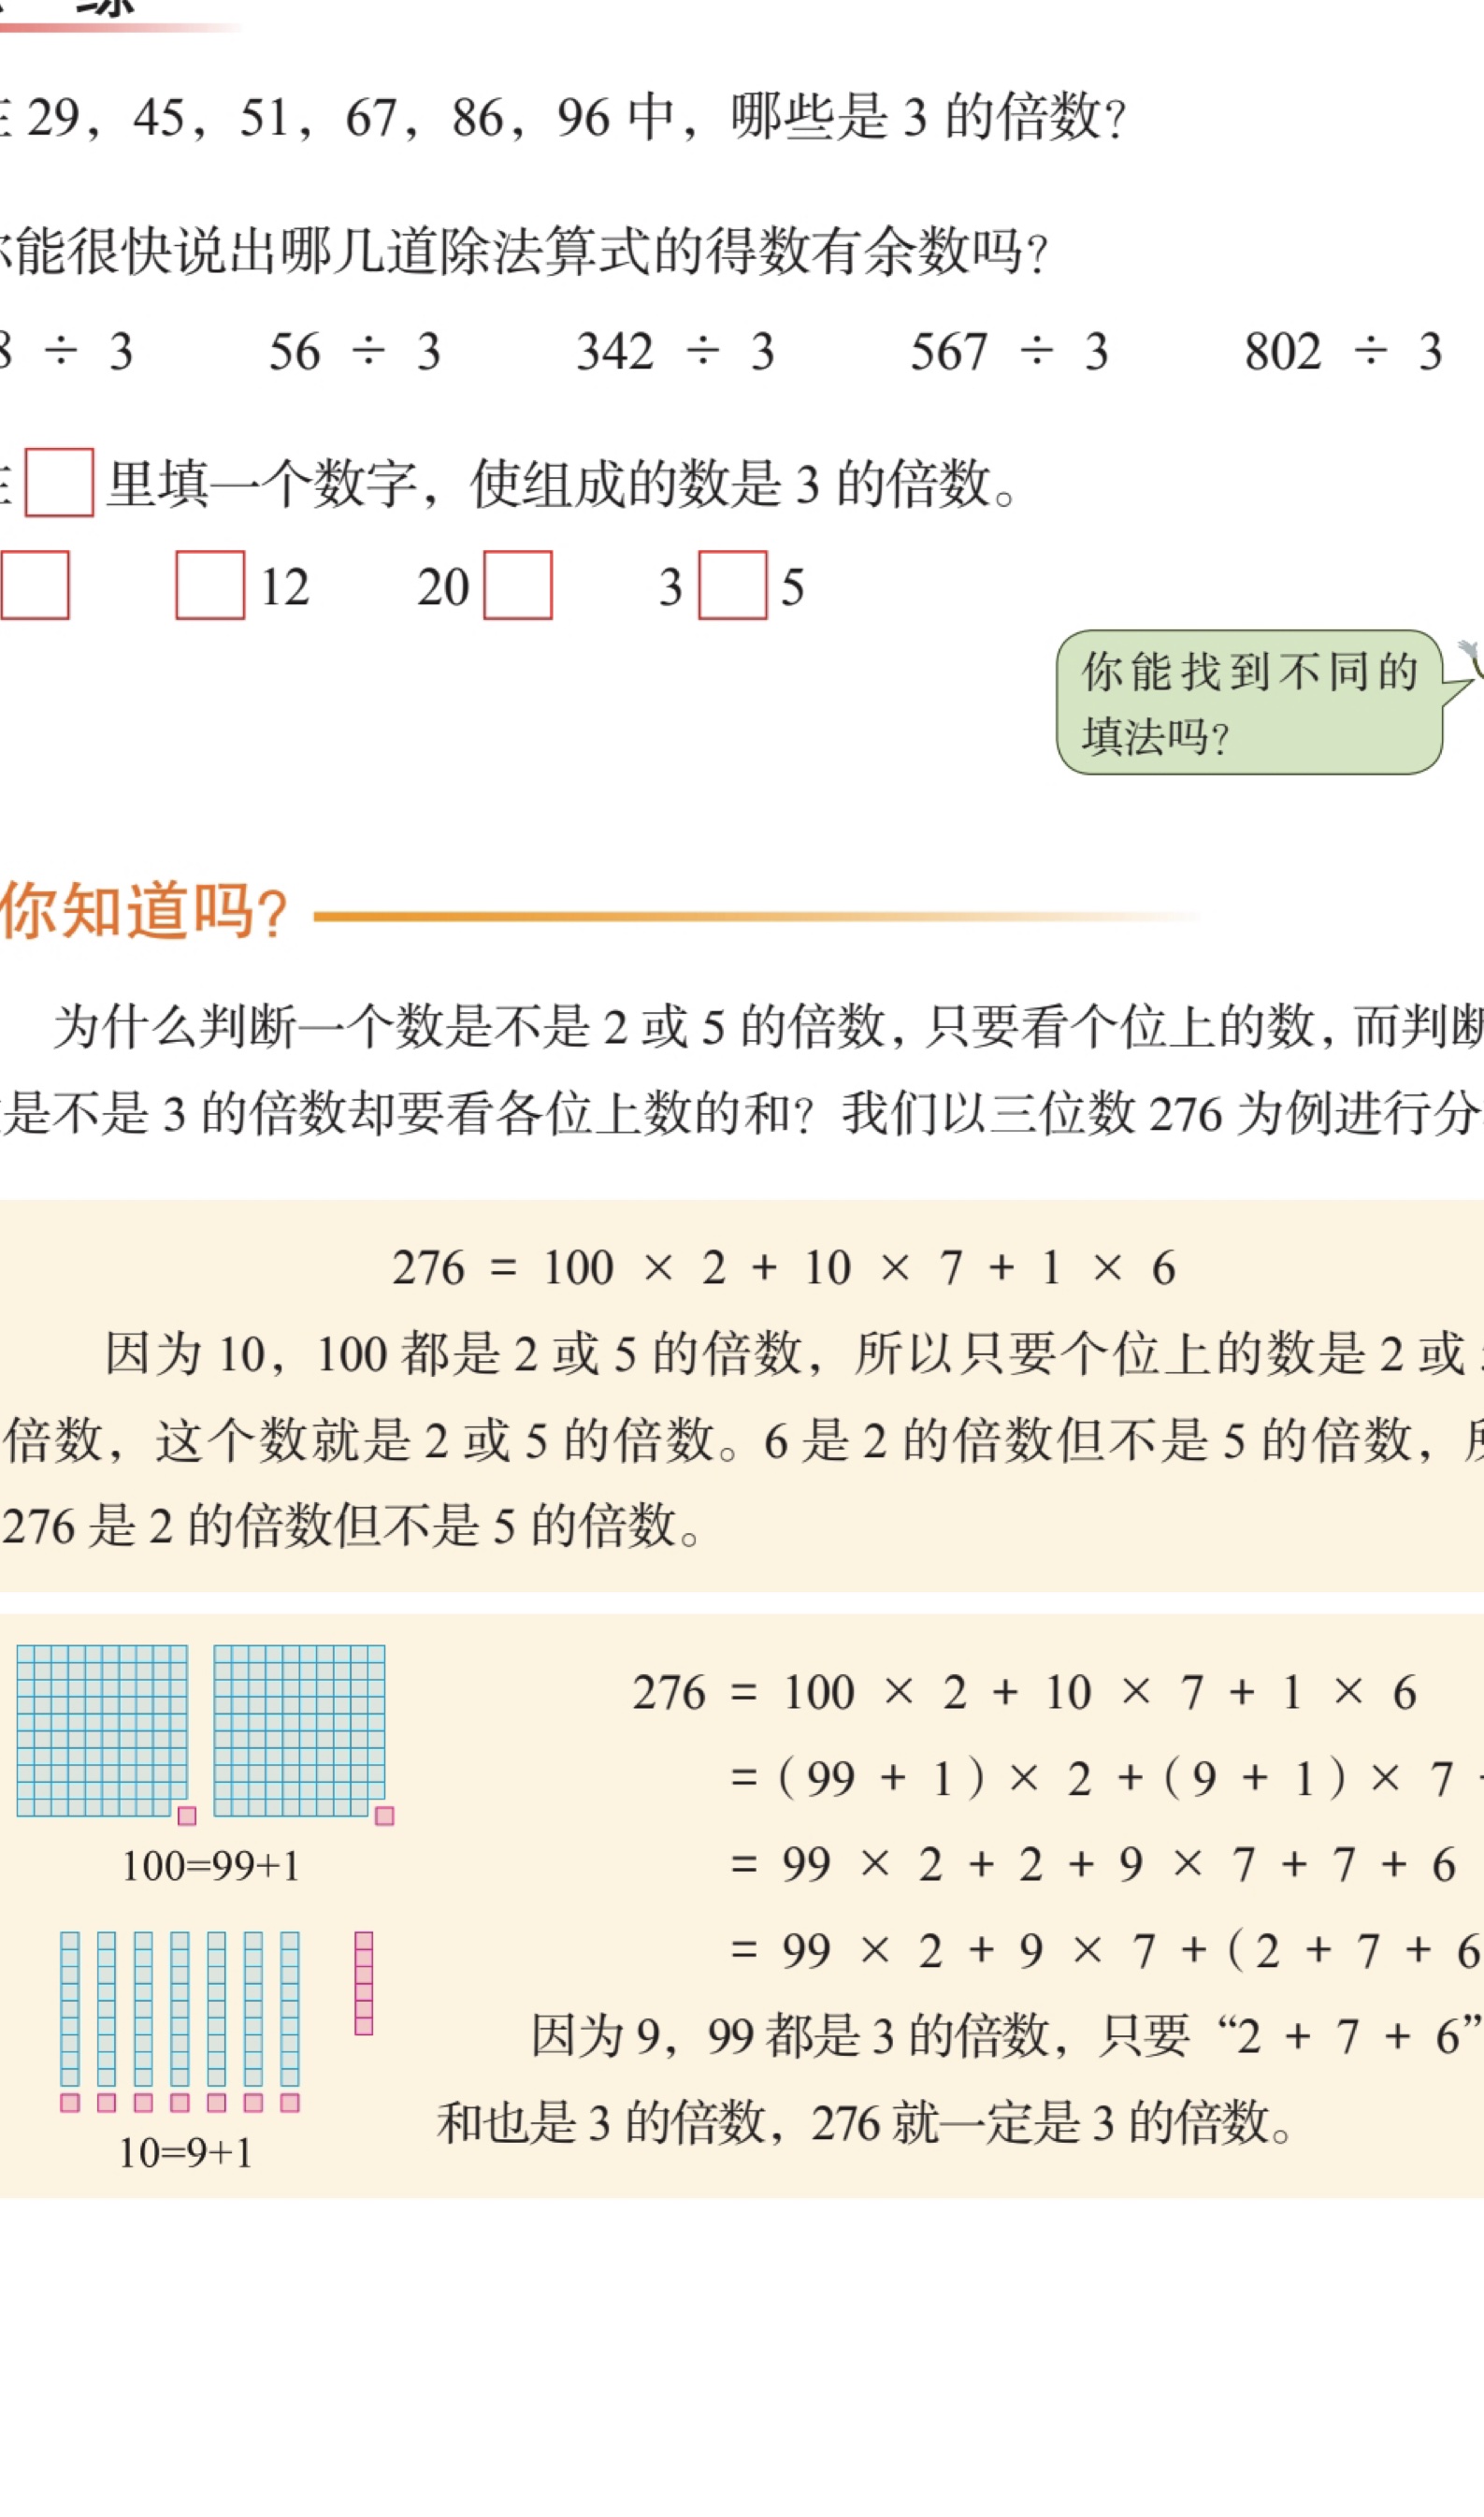 练
29，45，51，67，86，96 中，哪些是 3 的倍数？
能很快说出哪几道除法算式的得数有余数吗？
8 ÷ 3 56 ÷ 3 342 ÷ 3 567 ÷ 3 802 ÷ 3
□里填一个数字，使组成的数是 3 的倍数。
□ □12 20□ 3□5
你能找到不同的
填法吗？
你知道吗？
为什么判断一个数是不是 2 或 5 的倍数，只要看个位上的数，而判断
是不是 3 的倍数却要看各位上数的和？我们以三位数 276 为例进行分
276 = 100 × 2 + 10 × 7 + 1 × 6
因为 10，100 都是 2 或 5 的倍数，所以只要个位上的数是 2 或
倍数，这个数就是 2 或 5 的倍数。6 是 2 的倍数但不是 5 的倍数，
276 是 2 的倍数但不是 5 的倍数。
100=99+1
10=9+1
276 = 100 × 2 + 10 × 7 + 1 × 6
=（99 + 1）× 2 +（9 + 1）× 7
= 99 × 2 + 2 + 9 × 7 + 7 + 6
= 99 × 2 + 9 × 7 +（2 + 7 + 6
因为 9，99 都是 3 的倍数，只要“2 + 7 + 6”
和也是 3 的倍数，276 就一定是 3 的倍数。